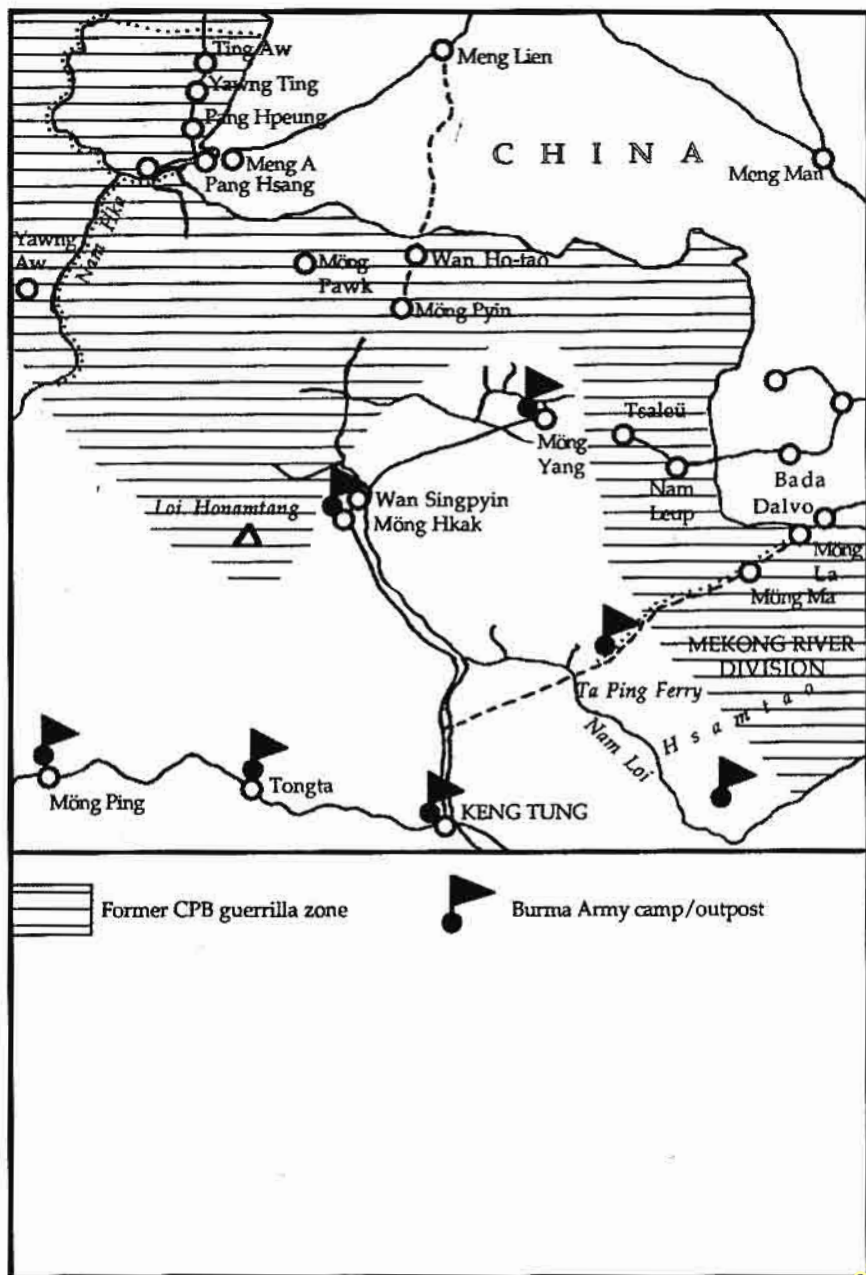 Ting Aw
Meng Lien
Yawng Ting
Pang Hpeung
CHINA
Meng A
Meng Man
Pang Hsang
Nam Hka
Yawng
Aw
Möng
Pawk
Wan Ho-tao
Möng Pyin
Tsaleü
Möng
Yang
Nam
Leup
Bada
Dalvo
Wan Singpyin
Loi Honamtang
Möng Hkak
Möng
La
Möng Ma
MEKONG RIVER
DIVISION
Ta Ping Ferry
Hsamtao
Nam Loi
Möng Ping
Tongta
KENG TUNG
Former CPB guerrilla zone
Burma Army camp/outpost